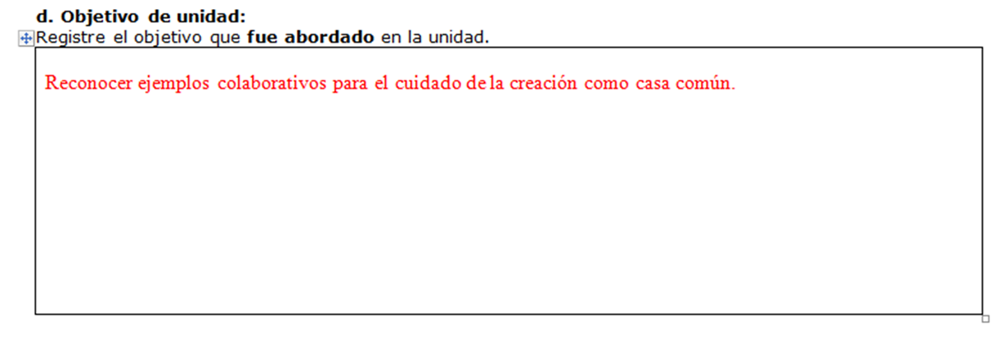 d. Objetivo de unidad:
Registre el objetivo que fue abordado en la unidad.
Reconocer ejemplos colaborativos para el cuidado de la creación como casa común.